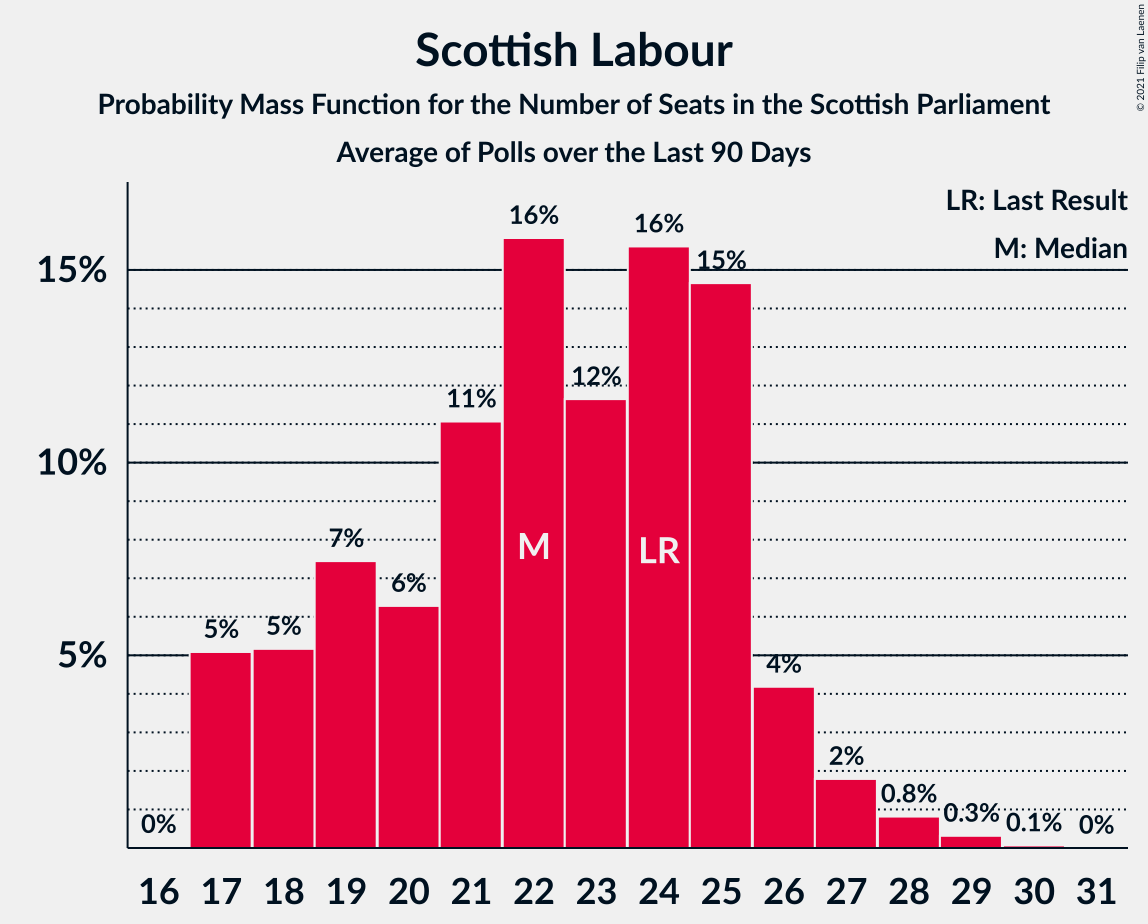 Scottish Labour
Probability Mass Function for the Number of Seats in the Scottish Parliament
Average of Polls over the Last 90 Days
© 2021 Filip van Laenen
LR: Last Result
M: Median
15%
10%
5%
0%
5%
5%
7%
6%
11%
16%
12%
16%
15%
4%
2%
0.8%
0.3%
0.1%
0%
M
LR
16 17 18 19 20 21 22 23 24 25 26 27 28 29 30 31